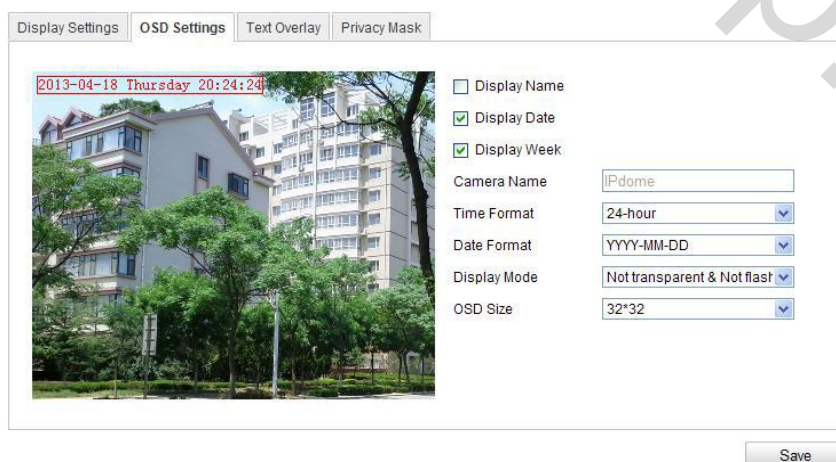 Display Settings OSD Settings Text Overlay Privacy Mask
2013-04-18 Thursday 20:24:24
Display Name
Display Date
Display Week
Camera Name IPdome
Time Format 24-hour
Date Format YYYY-MM-DD
Display Mode Not transparent & Not flash
OSD Size 32*32
Save